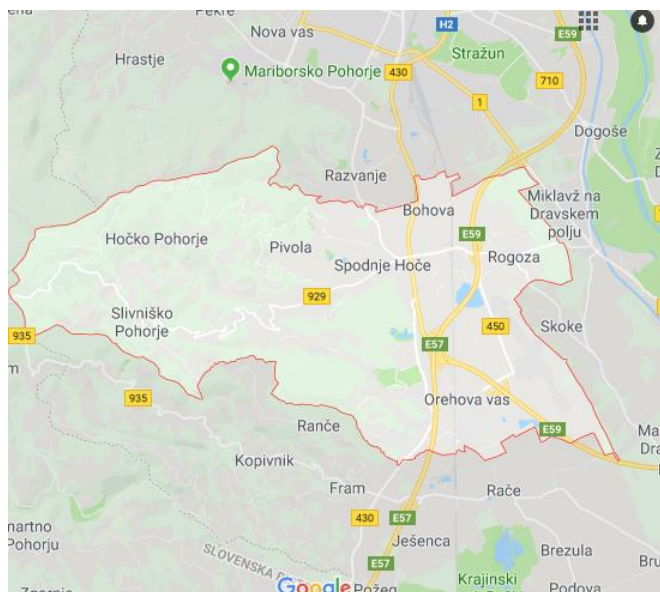 Pekre
H2
E59
Nova vas
Stražun
Hrastje
Mariborsko Pohorje
430
710
1
Dogoše
Razvanje
Miklavž na
Dravskem
polju
Bohova
Hočko Pohorje
Pivola
E59
Rogoza
Spodnje Hoče
929
Slivniško
Pohorje
450
Skoke
935
E57
935
Orehova vas
Ranče
E59
Kopivnik
Fram
Rače
430
E57
Ješenca
SLOVENSKA
E57
Brezula
Google
Krajinski
Podova